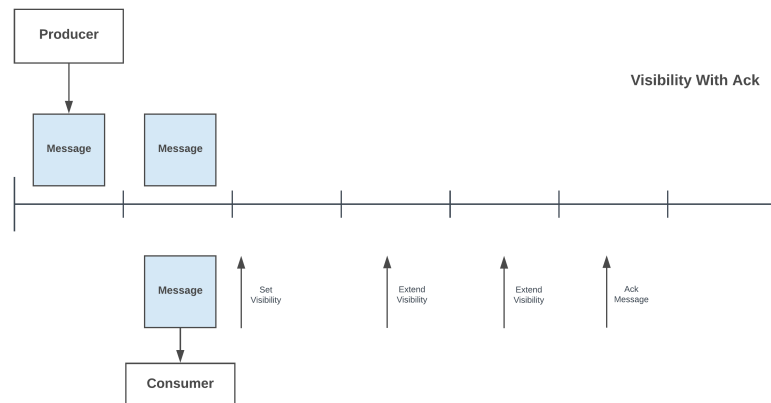 Producer
Visibility With Ack
Message
Message
Message
Set
Visibility
Extend
Visibility
Extend
Visibility
Ack
Message
Consumer